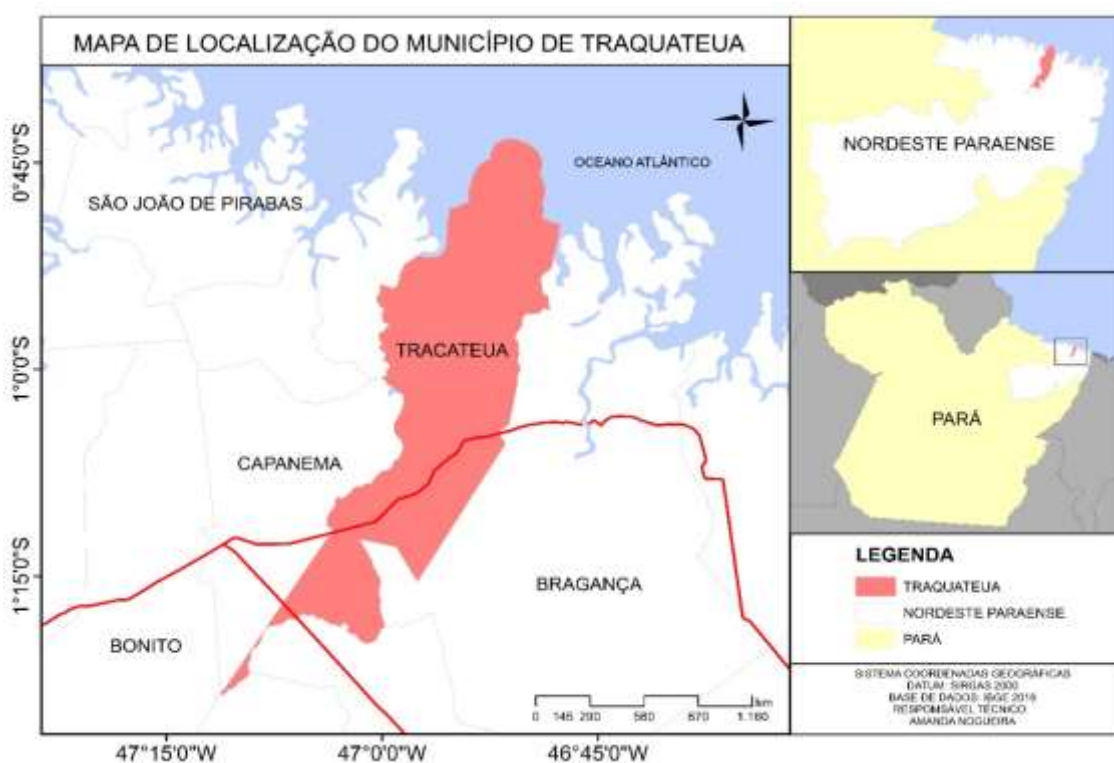 MAPA DE LOCALIZAÇÃO DO MUNICÍPIO DE TRAQUATEUA
0°45'0"S
1°0'0"S
1°15'0"S
OCEANO ATLÂNTICO
SÃO JOÃO DE PIRABAS
TRACATEUA
CAPANEMA
BRAGANÇA
BONITO
km
0 145 290 580 870 1.160
47°15'0"W
47°0'0"W
46°45'0"W
NORDESTE PARAENSE
PARÁ
LEGENDA
TRAQUATEUA
NORDESTE PARAENSE
PARÁ
SISTEMA COORDENADAS GEOGRÁFICAS
DATUM: SIRGAS 2000
BASE DE DADOS: IBGE
RESPONSÁVEL TÉCNICO
AMANDA NOGUEIRA